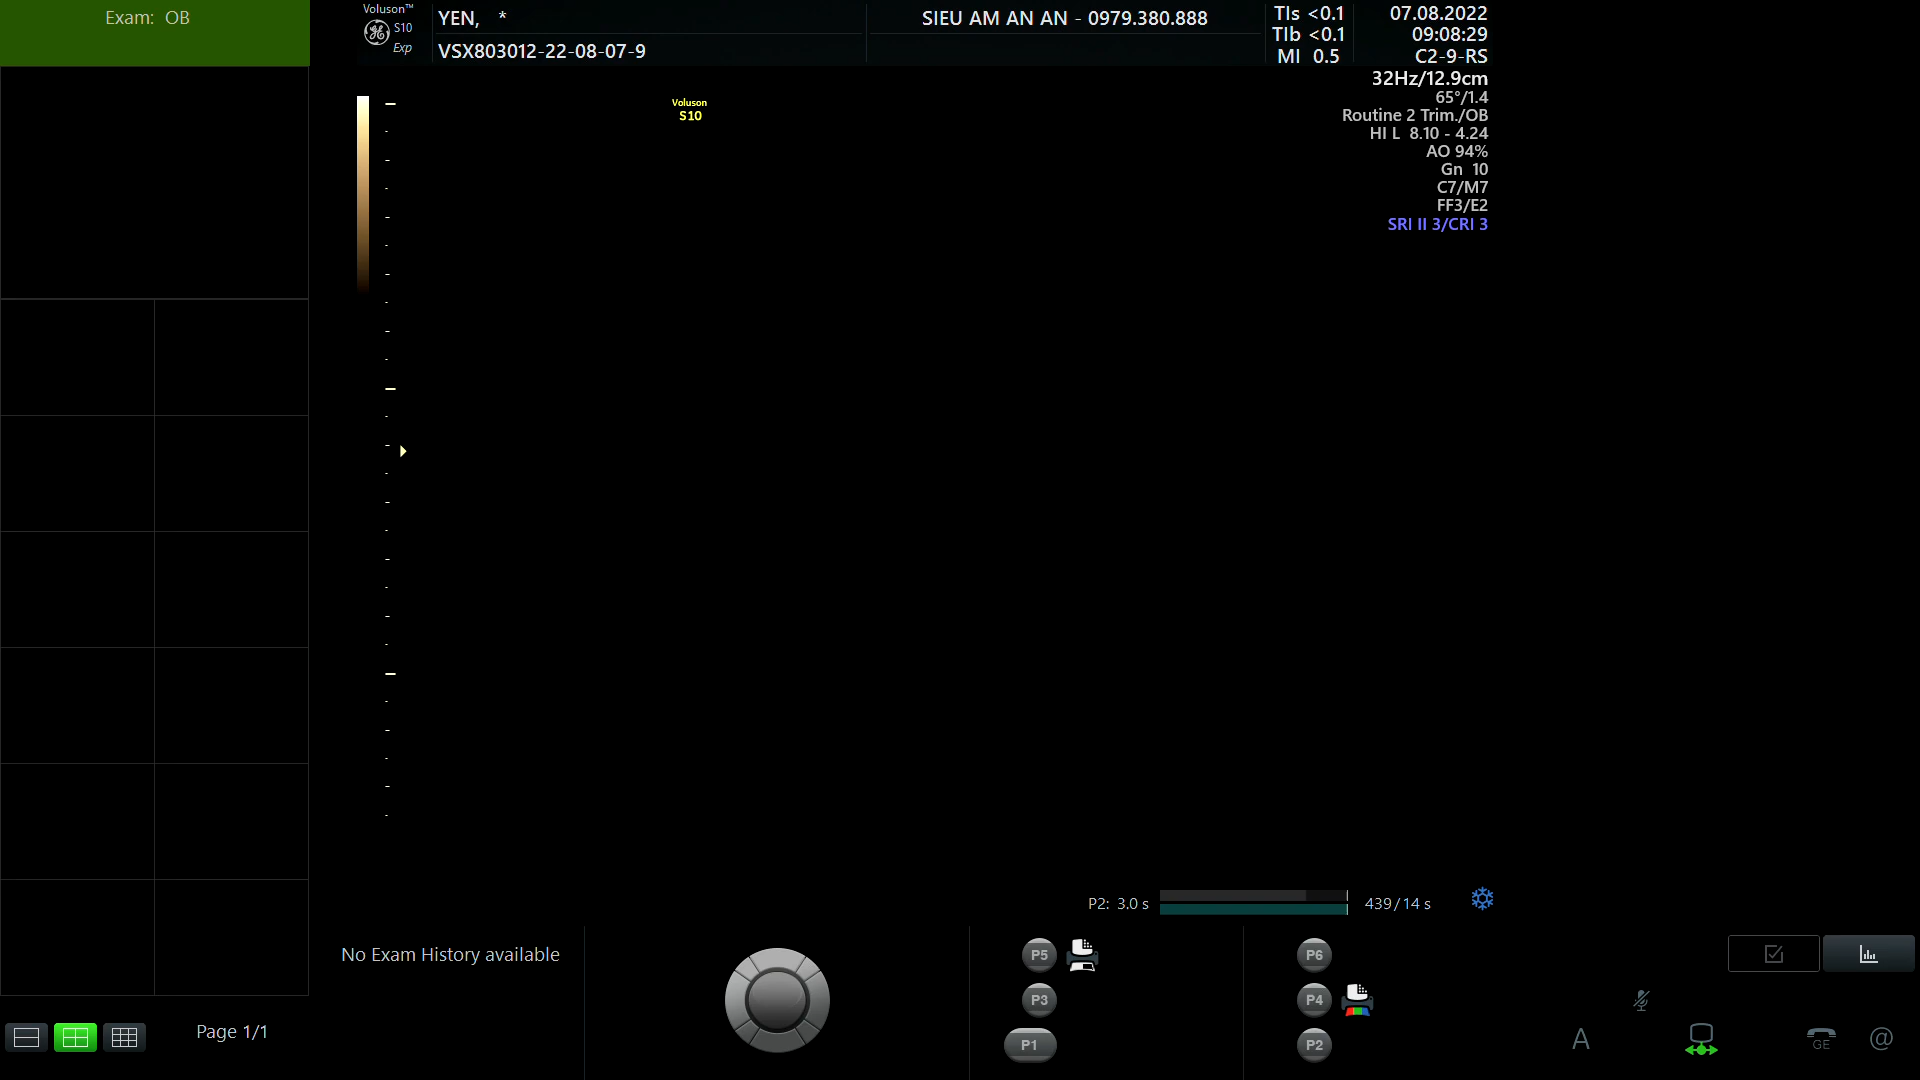 Exam: OB
Voluson™
S10
Exp
YEN, *
VSX803012-22-08-07-9
SIEU AM AN AN - 0979.380.888
TIs <0.1
TIb <0.1
MI 0.5
07.08.2022
09:08:29
C2-9-RS
32Hz/12.9cm
65°/1.4
Routine 2 Trim./OB
HI L 8.10 - 4.24
AO 94%
Gn 10
C7/M7
FF3/E2
SRI II 3/CRI 3
Voluson
S10
P2: 3.0 s
439/14 s
No Exam History available
P5
P6
P3
P4
P1
P2
Page 1/1
A
GE
@